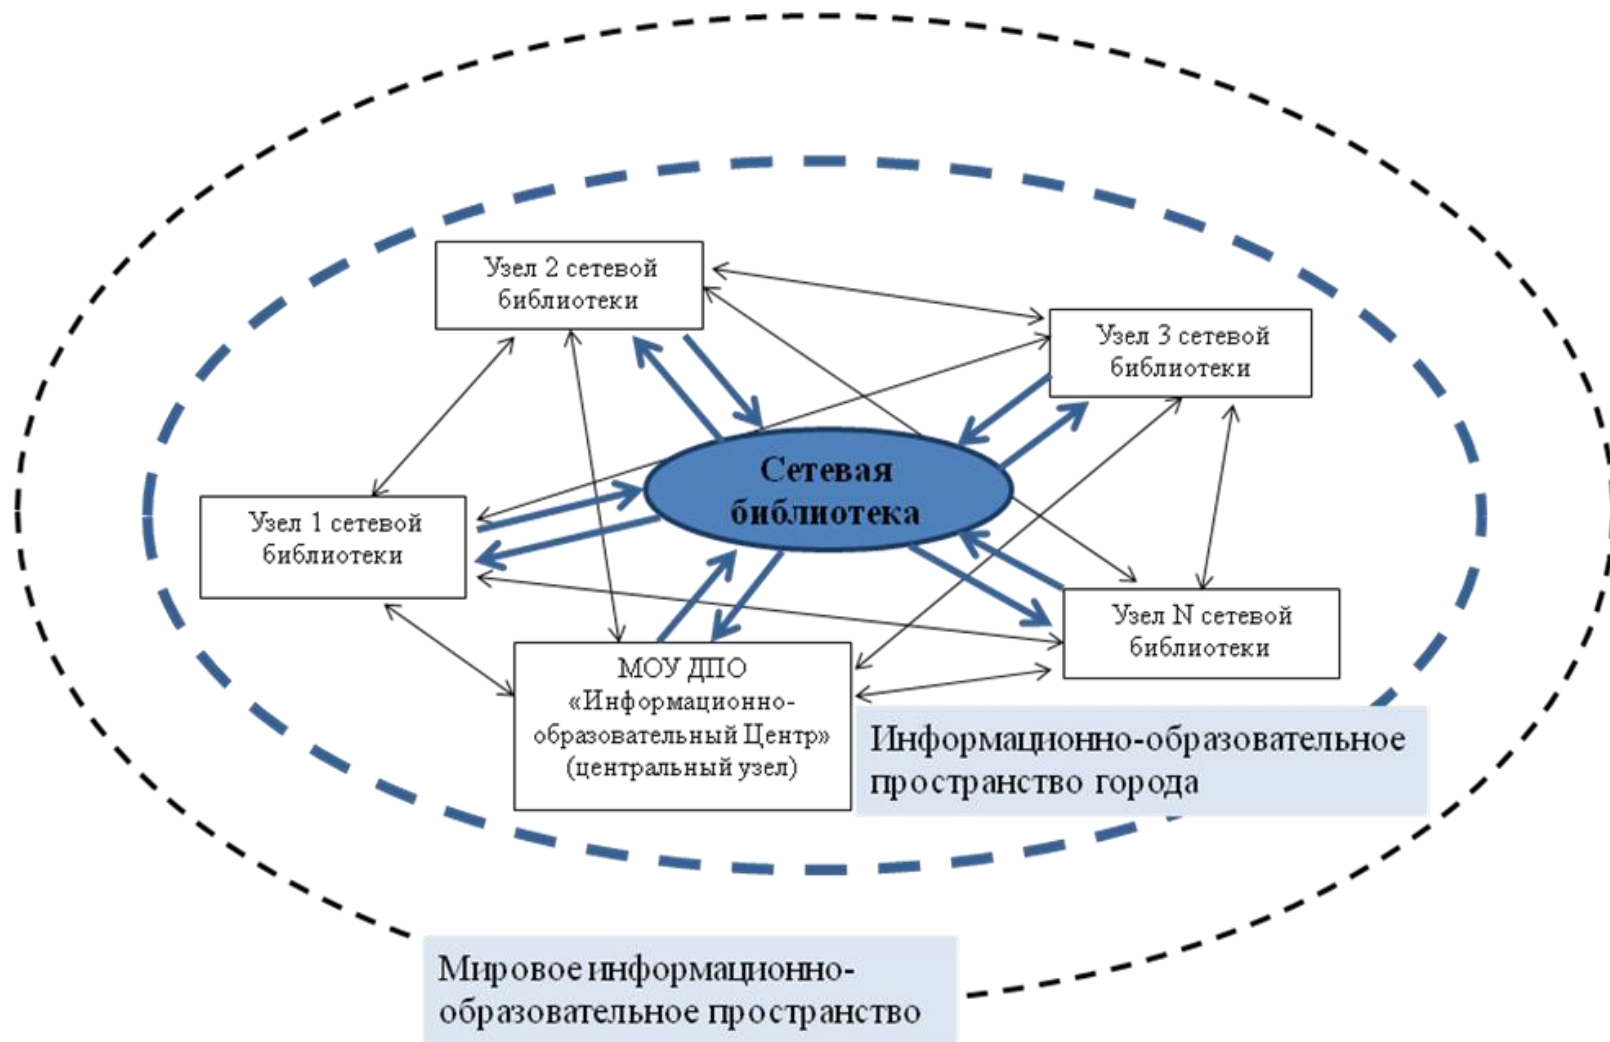 Узел 2 сетевой
библиотеки
Узел 3 сетевой
библиотеки
Сетевая
библиотека
Узел 1 сетевой
библиотеки
Узел N сетевой
библиотеки
МОУ ДПО
«Информационно-
образовательный Центр»
(центральный узел)
Информационно-образовательное
пространство города
Мировое информационно-
образовательное пространство